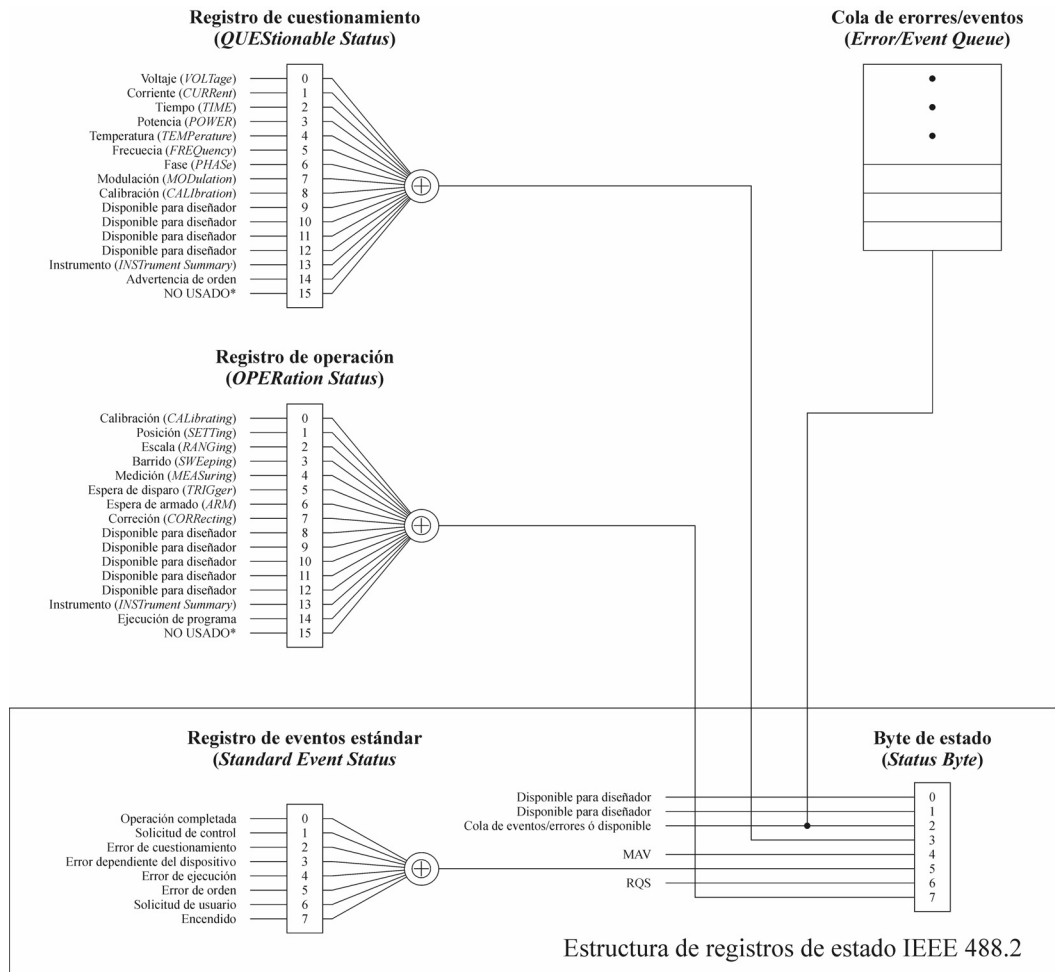 Registro de cuestionamiento
(QUEStionable Status)
Voltaje (VOLTage)
0
Corriente (CURRent)
1
Tiempo (TIME)
2
Potencia (POWER)
3
Temperatura (TEMPerature)
4
Frecuecia (FREQuency)
5
Fase (PHASe)
6
Modulación (MODulation)
7
Calibración (CALIbration)
8
Disponible para diseñador
9
Disponible para diseñador
10
Disponible para diseñador
11
Disponible para diseñador
12
Instrumento (INSTrument Summary)
13
Advertencia de orden
14
NO USADO*
15
Cola de erorres/eventos
(Error/Event Queue)
Registro de operación
(OPERation Status)
Calibración (CALibrating)
0
Posición (SETTing)
1
Escala (RANGing)
2
Barrido (SWEeping)
3
Medición (MEASuring)
4
Espera de disparo (TRIGger)
5
Espera de armado (ARM)
6
Correción (CORRecting)
7
Disponible para diseñador
8
Disponible para diseñador
9
Disponible para diseñador
10
Disponible para diseñador
11
Disponible para diseñador
12
Instrumento (INSTrument Summary)
13
Ejecución de programa
14
NO USADO*
15
Registro de eventos estándar
(Standard Event Status
Operación completada
0
Solicitud de control
1
Error de cuestionamiento
2
Error dependiente del dispositivo
3
Error de ejecución
4
Error de orden
5
Solicitud de usuario
6
Encendido
7
Byte de estado
(Status Byte)
Disponible para diseñador
0
Disponible para diseñador
1
Cola de eventos/errores ó disponible
2
3
MAV
4
5
RQS
6
7
Estructura de registros de estado IEEE 488.2